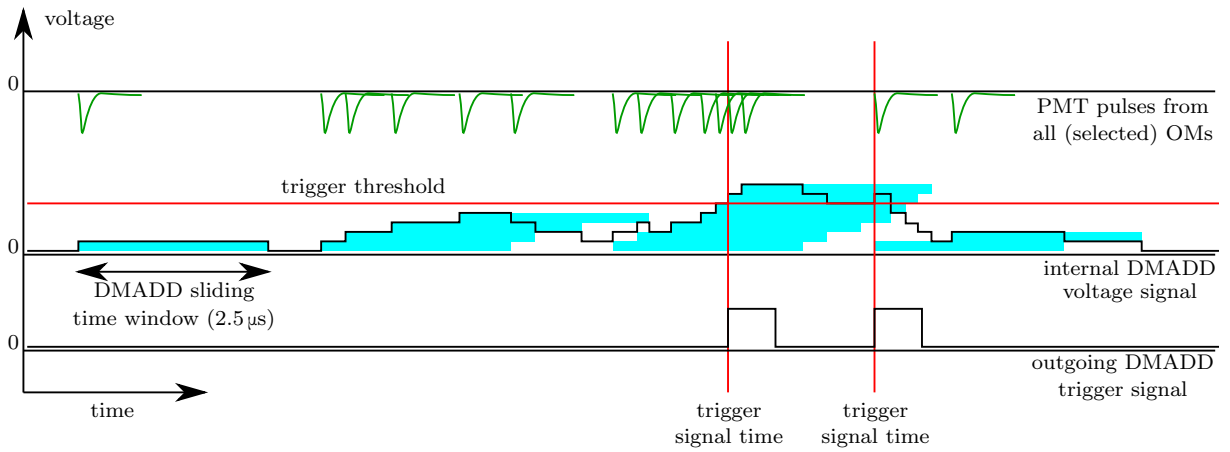 voltage
0
PMT pulses from
all (selected) OMs
trigger threshold
0
internal DMADD
voltage signal
DMADD sliding
time window (2.5 µs)
0
outgoing DMADD
trigger signal
time
trigger
signal time
trigger
signal time